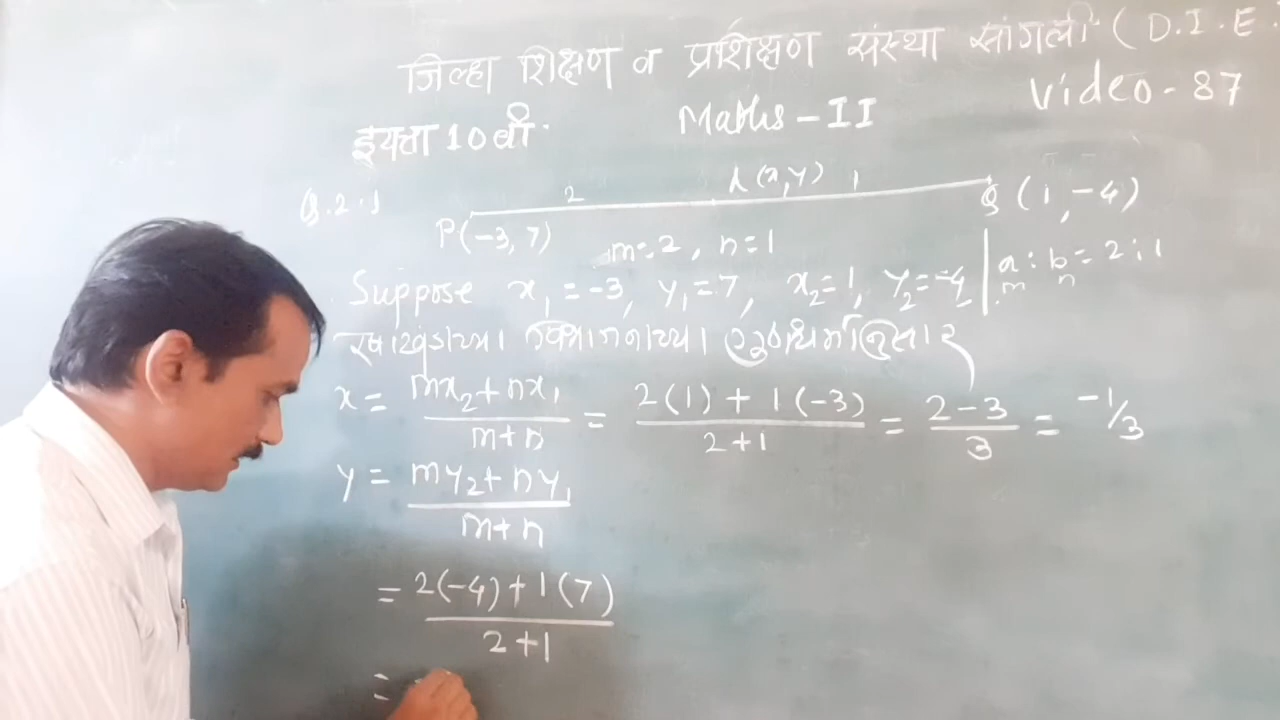 जिल्हा शिक्षण व प्रशिक्षण संस्था सांगली (D.I.E.
Video - 87
इयत्ता 10 वी. Maths - II
Q.2.1 2 A(x,y) 1 Q(1,-4)
P(-3,7) m=2, n=1
a : b = 2 : 1
m n
Suppose x₁=-3, y₁=7, x₂=1, y₂=-4
रेषाखंडाच्या विभाजनाच्या सूत्रानुसार
x = mx₂+nx₁/m+n = 2(1)+1(-3)/2+1 = 2-3/3 = -1/3
y = my₂+ny₁/m+n
= 2(-4)+1(7)/2+1
=